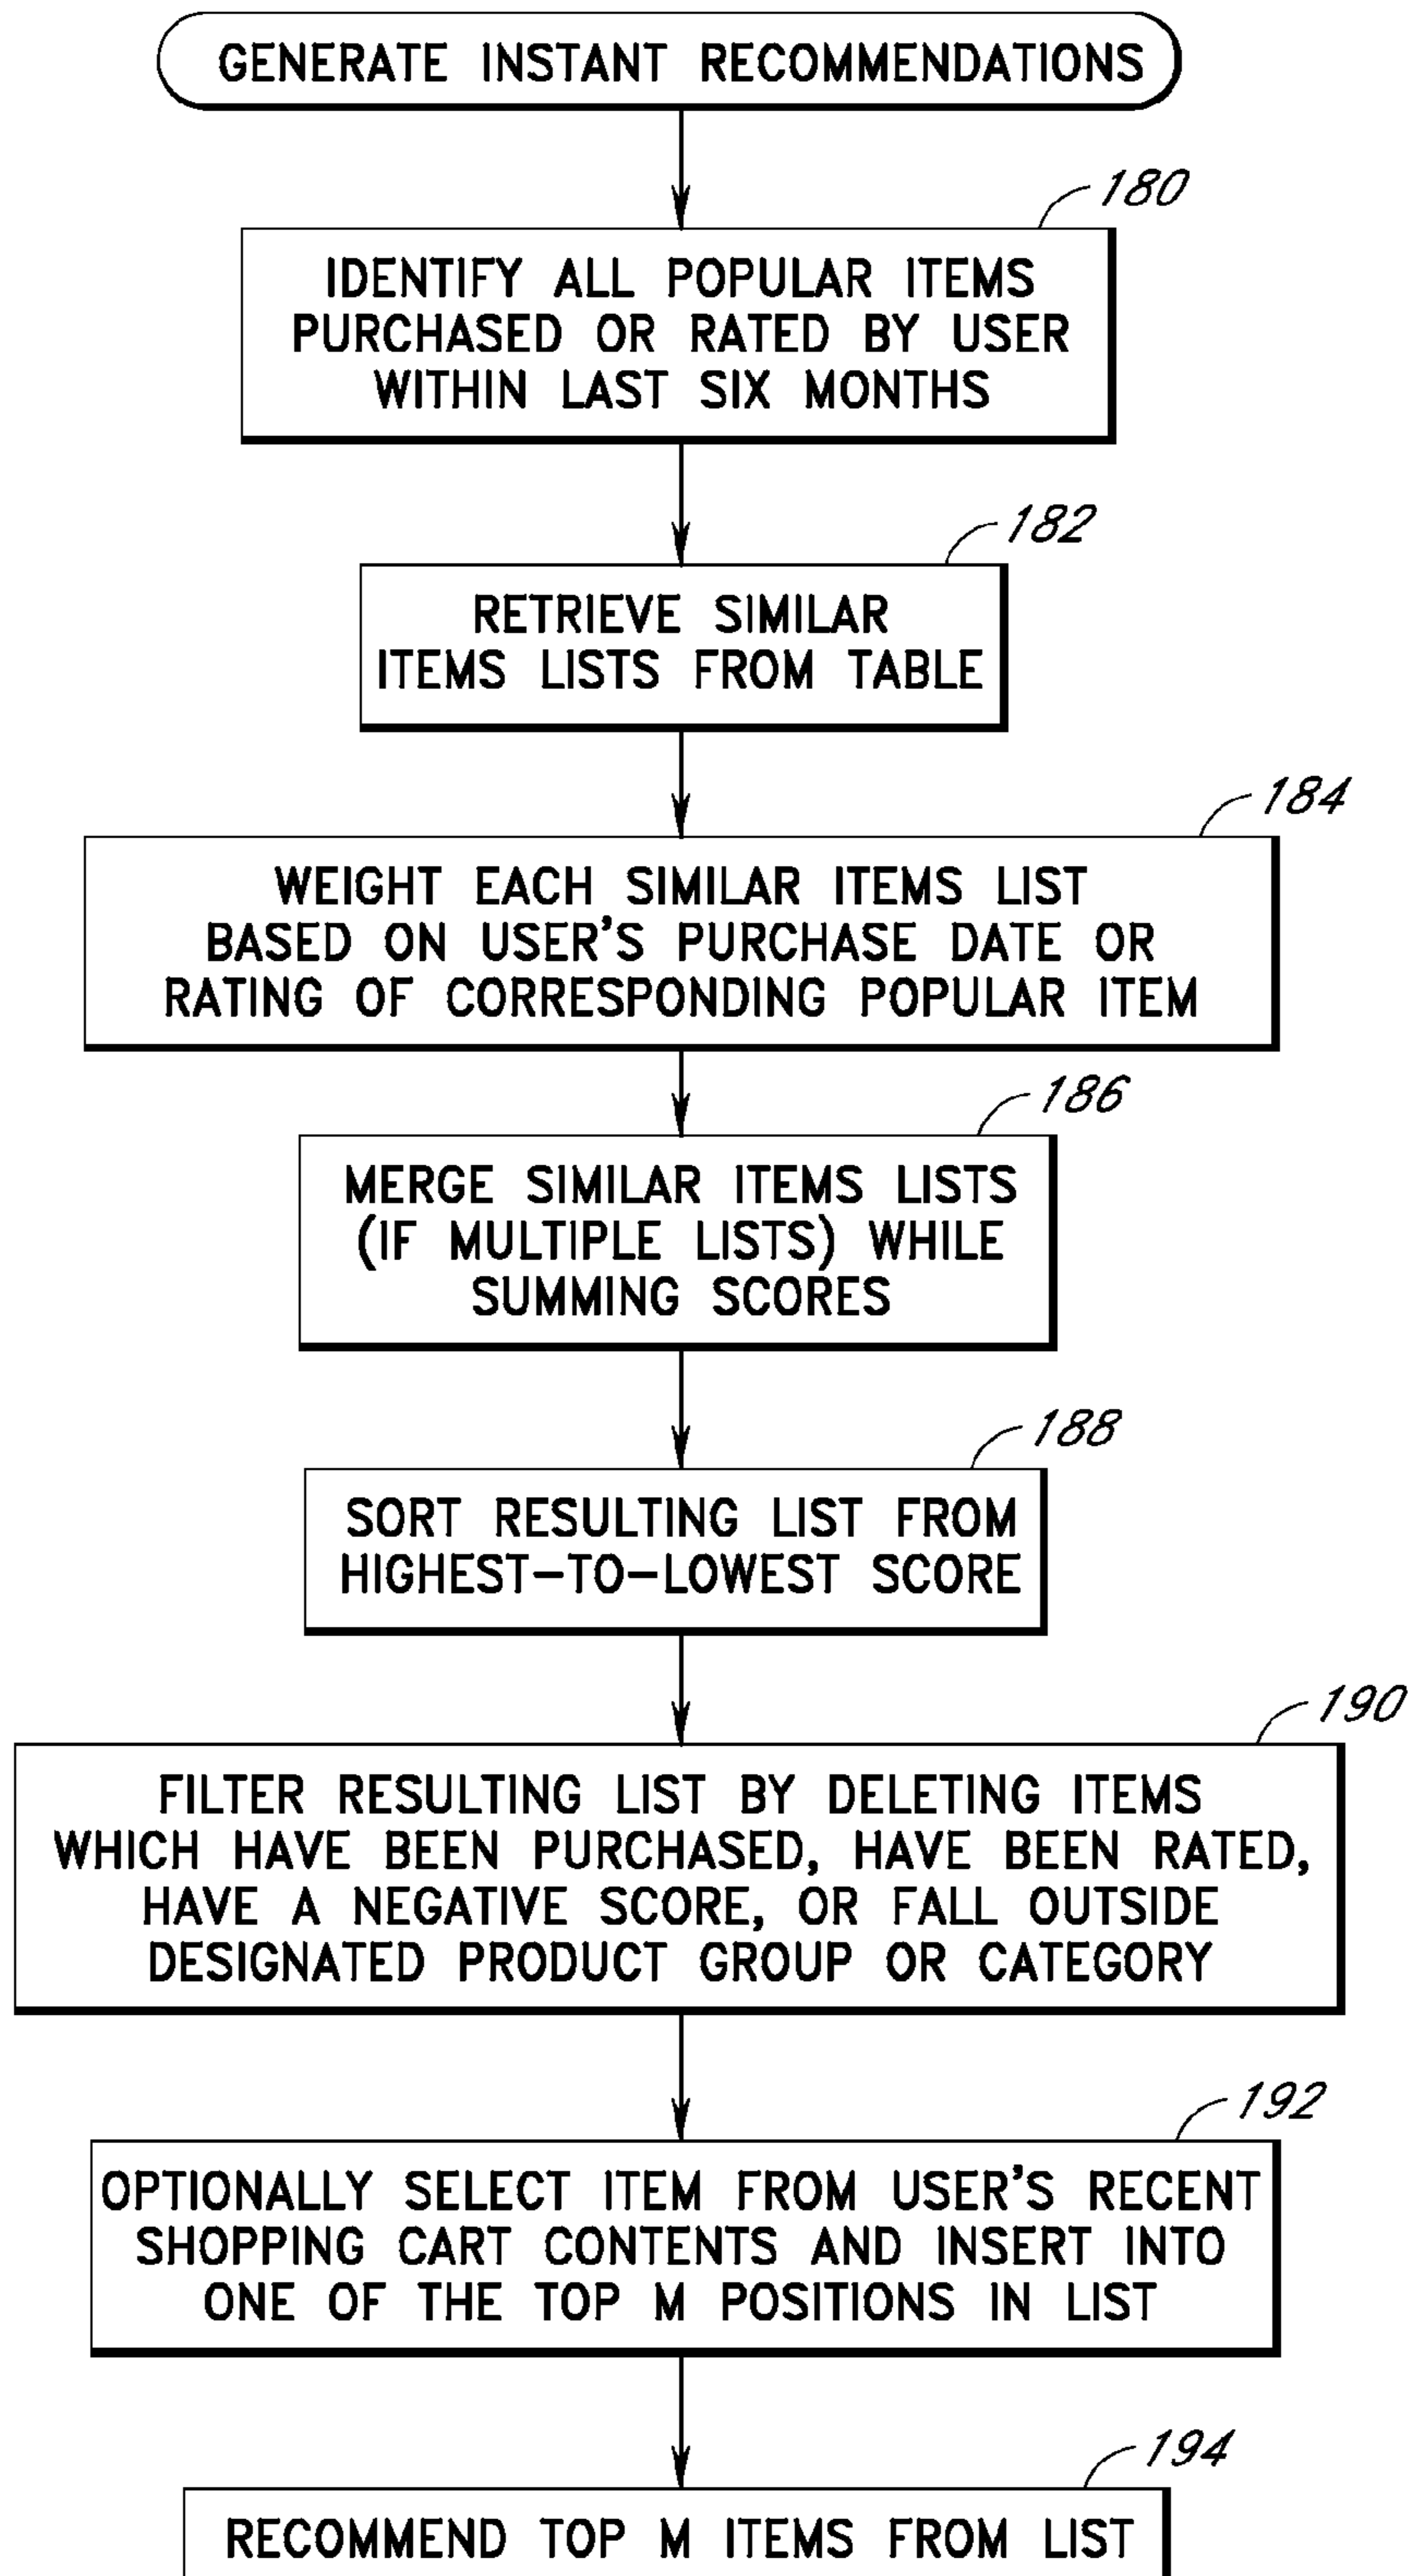 GENERATE INSTANT RECOMMENDATIONS
180
IDENTIFY ALL POPULAR ITEMS
PURCHASED OR RATED BY USER
WITHIN LAST SIX MONTHS
182
RETRIEVE SIMILAR
ITEMS LISTS FROM TABLE
184
WEIGHT EACH SIMILAR ITEMS LIST
BASED ON USER'S PURCHASE DATE OR
RATING OF CORRESPONDING POPULAR ITEM
186
MERGE SIMILAR ITEMS LISTS
(IF MULTIPLE LISTS) WHILE
SUMMING SCORES
188
SORT RESULTING LIST FROM
HIGHEST-TO-LOWEST SCORE
190
FILTER RESULTING LIST BY DELETING ITEMS
WHICH HAVE BEEN PURCHASED, HAVE BEEN RATED,
HAVE A NEGATIVE SCORE, OR FALL OUTSIDE
DESIGNATED PRODUCT GROUP OR CATEGORY
192
OPTIONALLY SELECT ITEM FROM USER'S RECENT
SHOPPING CART CONTENTS AND INSERT INTO
ONE OF THE TOP M POSITIONS IN LIST
194
RECOMMEND TOP M ITEMS FROM LIST